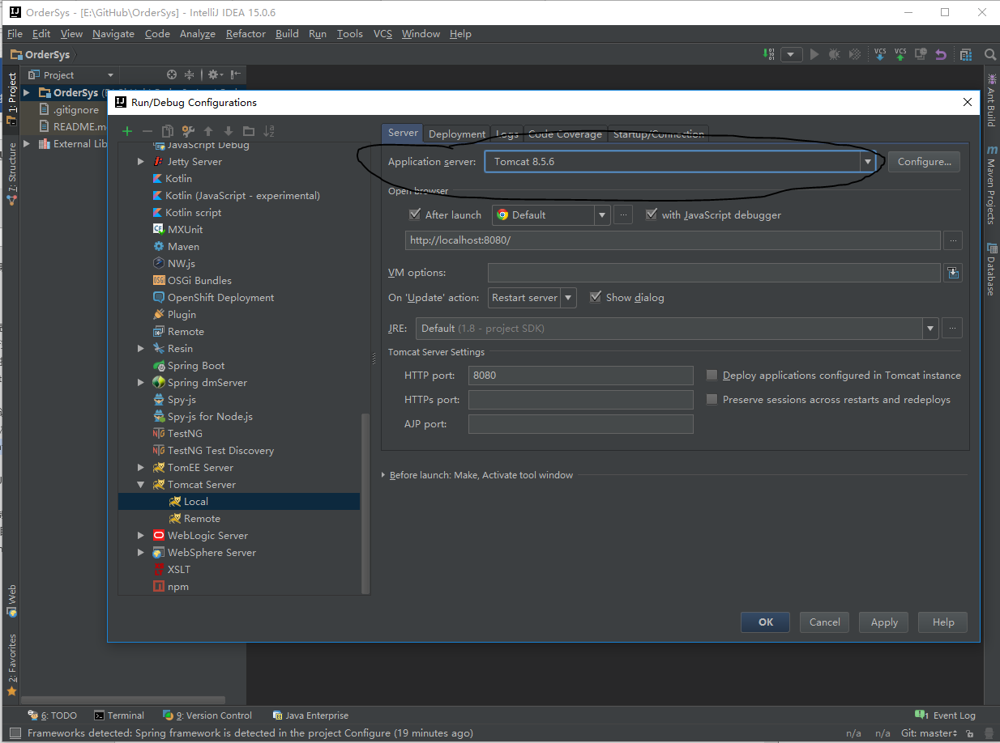 OrderSys - [E:\GitHub\OrderSys] - IntelliJ IDEA 15.0.6
File Edit View Navigate Code Analyze Refactor Build Run Tools VCS Window Help
OrderSys
VCS VCS
1: Project
Project
OrderSys
.gitignore
README.m
External Lib
7: Structure
Web
2: Favorites
Ant Build
Maven Projects
Database
Run/Debug Configurations
JavaScript Debug
Jetty Server
Kotlin
Kotlin (JavaScript - experimental)
Kotlin script
MXUnit
Maven
NW.js
OSGi Bundles
OpenShift Deployment
Plugin
Remote
Resin
Spring Boot
Spring dmServer
Spy-js
Spy-js for Node.js
TestNG
TestNG Test Discovery
TomEE Server
Tomcat Server
Local
Remote
WebLogic Server
WebSphere Server
XSLT
npm
Server Deployment Logs Code Coverage Startup/Connection
Application server: Tomcat 8.5.6 Configure...
Open browser
After launch Default ... with JavaScript debugger
http://localhost:8080/ ...
VM options:
On 'Update' action: Restart server Show dialog
JRE: Default (1.8 - project SDK) ...
Tomcat Server Settings
HTTP port: 8080 Deploy applications configured in Tomcat instance
HTTPs port: Preserve sessions across restarts and redeploys
AJP port:
Before launch: Make, Activate tool window
OK Cancel Apply Help
6: TODO Terminal 9: Version Control Java Enterprise 1 Event Log
Frameworks detected: Spring framework is detected in the project Configure (19 minutes ago) n/a n/a Git: master